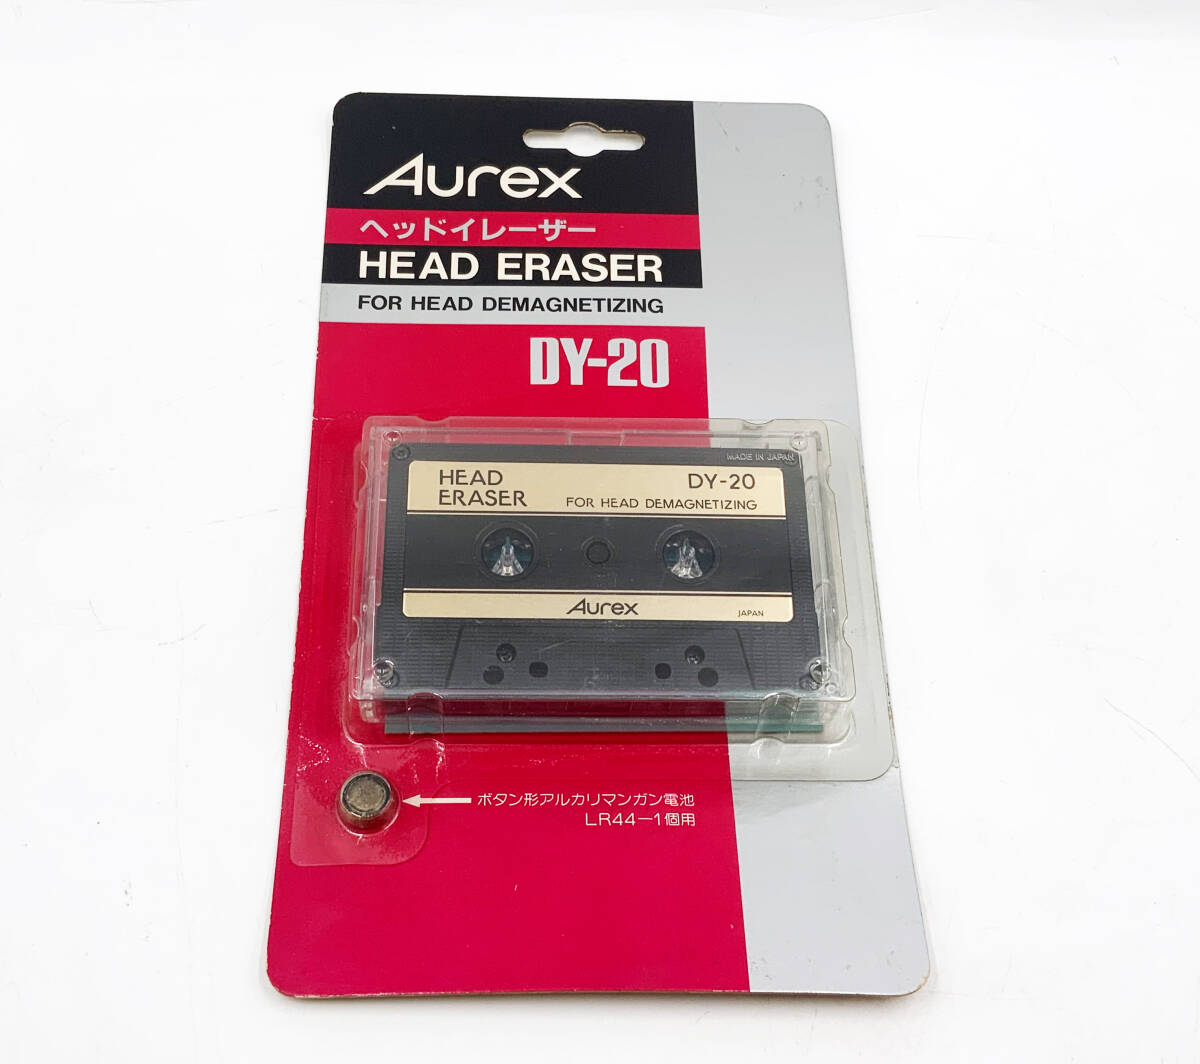 Aurex
ヘッドイレーザー
HEAD ERASER
FOR HEAD DEMAGNETIZING
DY-20
MADE IN JAPAN
HEAD
ERASER
DY-20
FOR HEAD DEMAGNETIZING
Aurex
JAPAN
ボタン形アルカリマンガン電池
LR44ー1個用